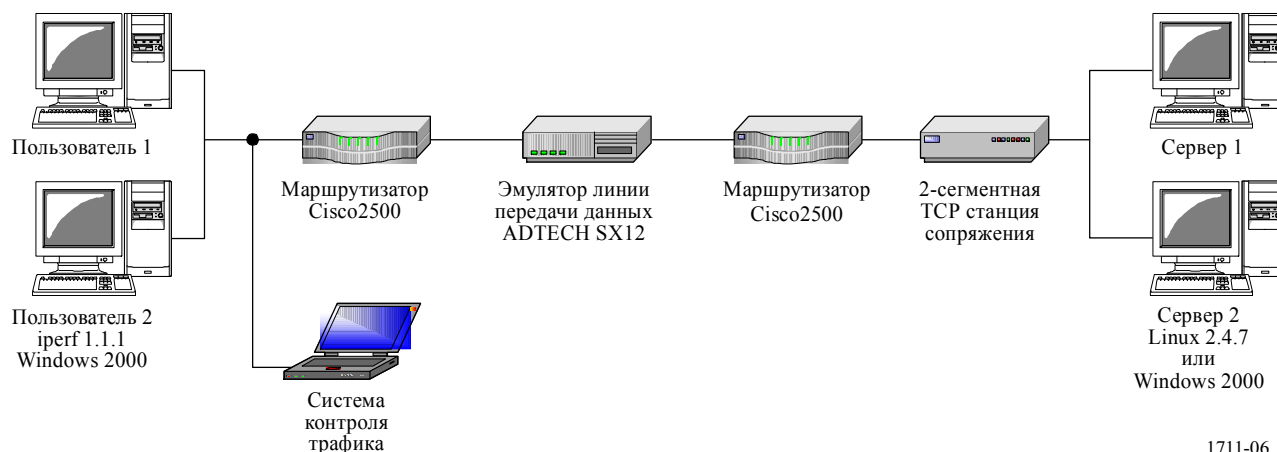 Пользователь 1
Пользователь 2
iperf 1.1.1
Windows 2000
Маршрутизатор
Cisco2500
Эмулятор линии
передачи данных
ADTECH SX12
Маршрутизатор
Cisco2500
2-сегментная
TCP станция
сопряжения
Сервер 1
Сервер 2
Linux 2.4.7
или
Windows 2000
Система
контроля
трафика
1711-06